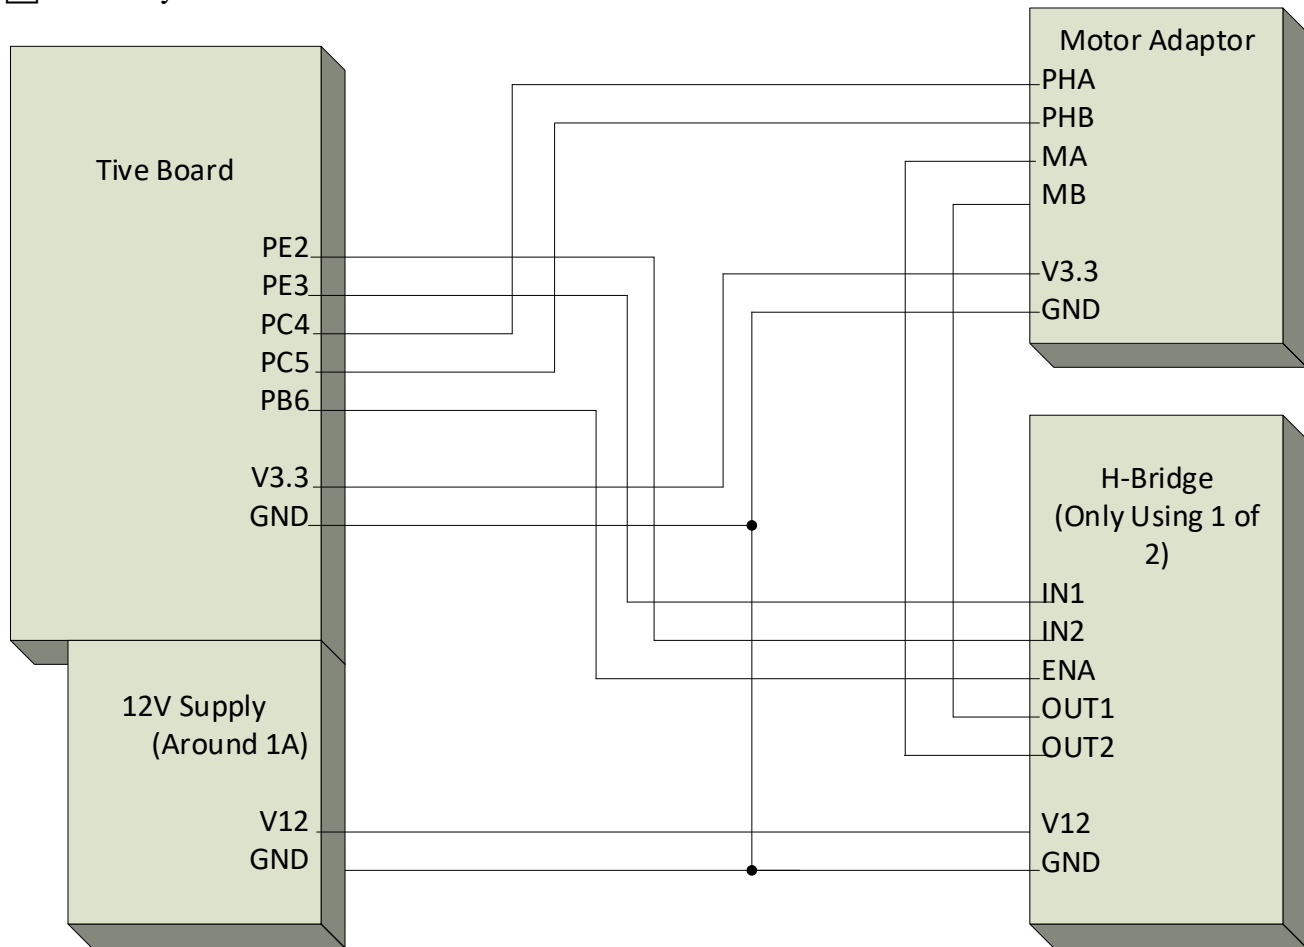 Motor Adaptor
PHA
PHB
MA
MB
V3.3
GND
Tive Board
PE2
PE3
PC4
PC5
PB6
V3.3
GND
H-Bridge
(Only Using 1 of
2)
IN1
IN2
ENA
OUT1
OUT2
V12
GND
12V Supply
(Around 1A)
V12
GND